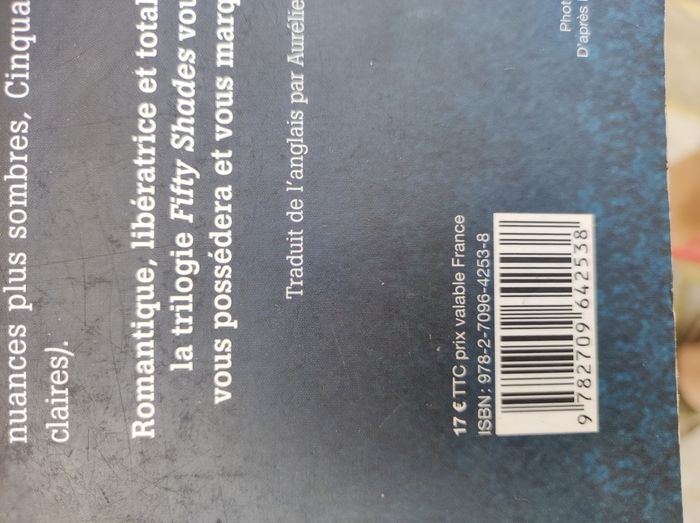 nuances plus sombres, Cinqua
claires).
Romantique, libératrice et total
la trilogie Fifty Shades vou
vous possédera et vous marq
Traduit de l'anglais par Aurélie
Phot
D'après l
17 € TTC prix valable France
ISBN: 978-2-7096-4253-8
9 782709 642538